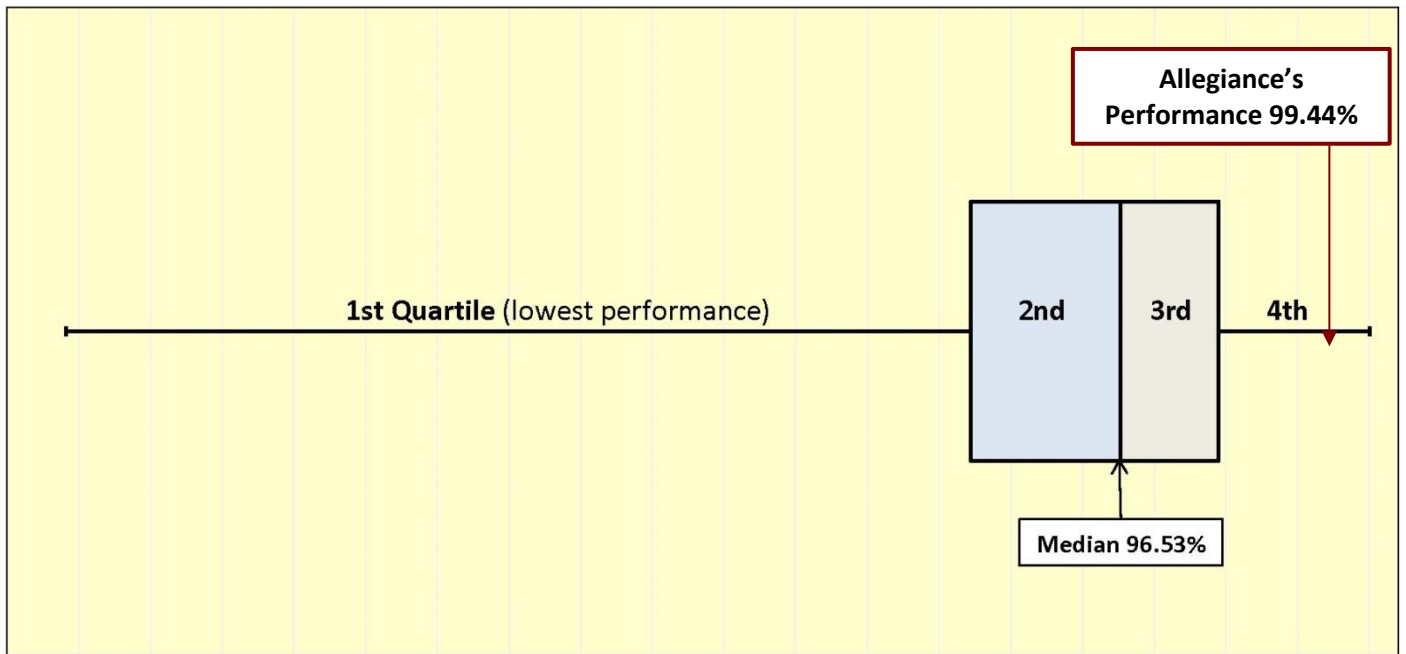 Allegiance’s
Performance 99.44%
1st Quartile (lowest performance)
2nd
3rd
4th
Median 96.53%